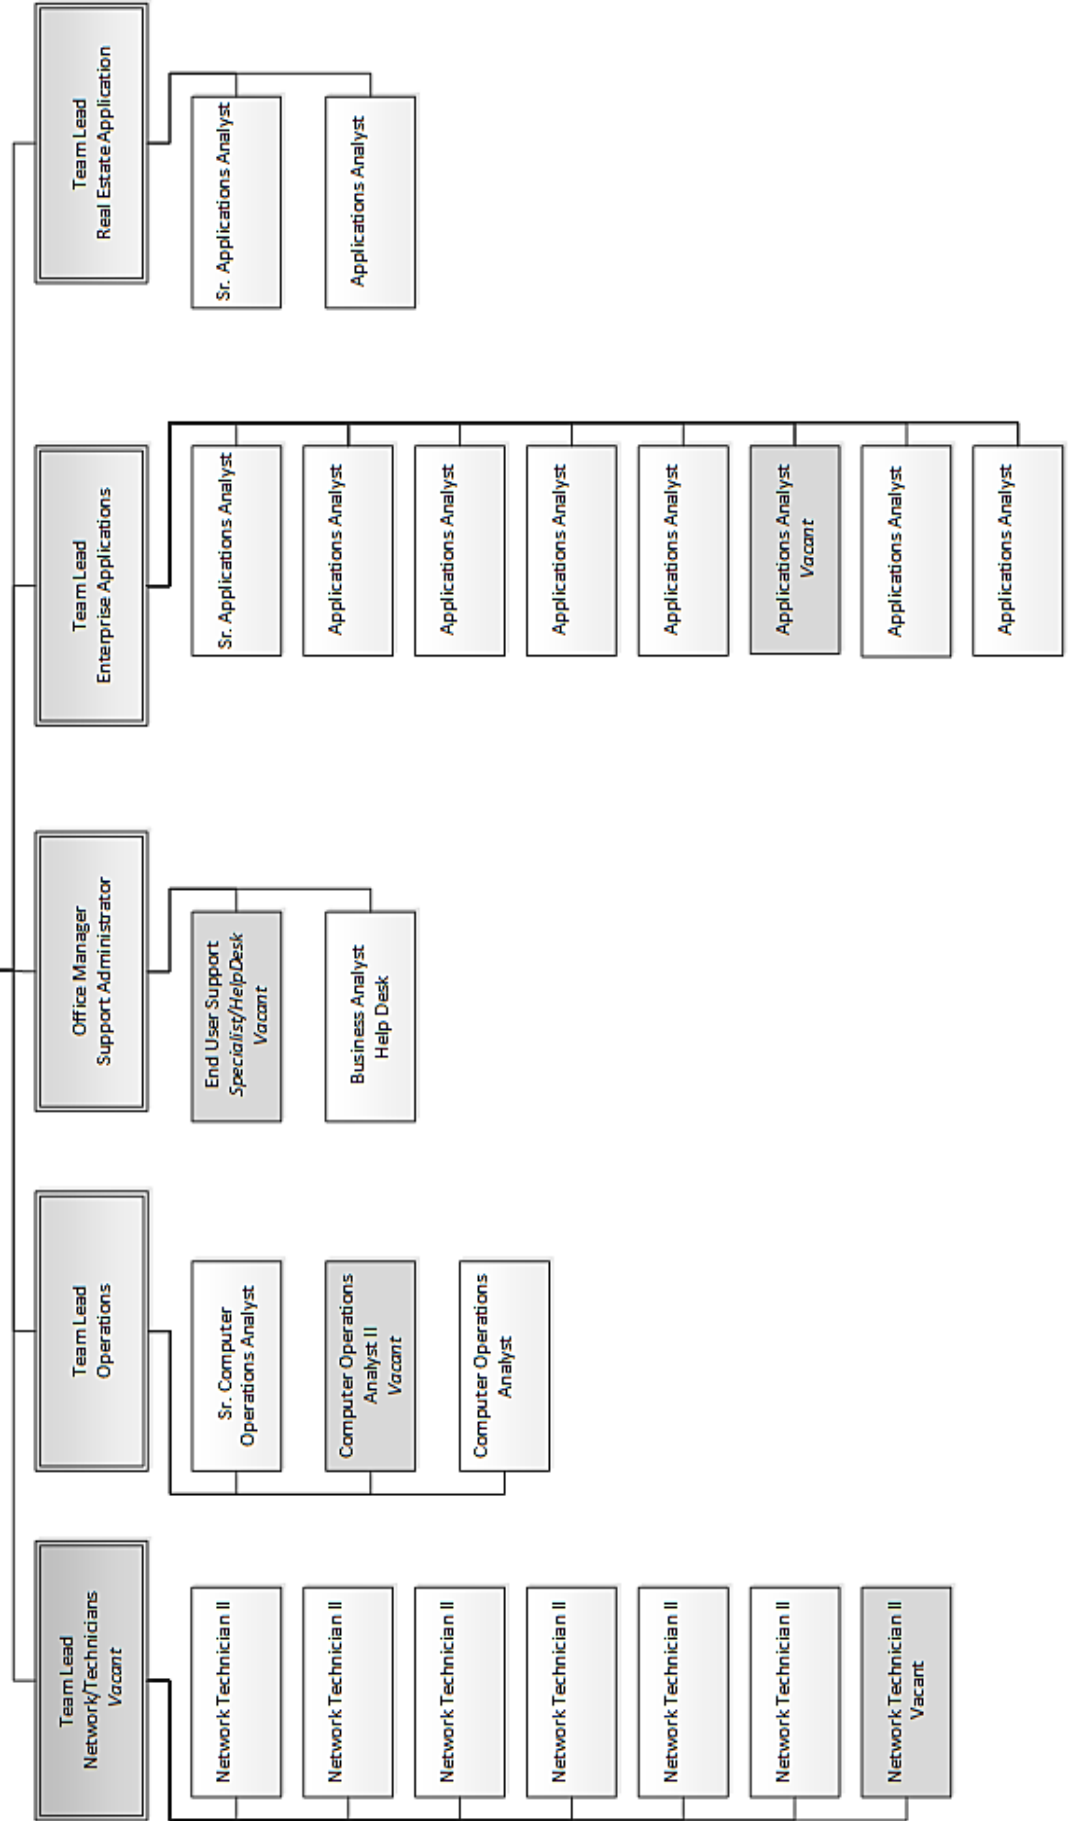 Team Lead
Network/Technicians
Vacant
Network Technician II
Network Technician II
Network Technician II
Network Technician II
Network Technician II
Network Technician II
Network Technician II
Vacant
Team Lead
Operations
Sr. Computer
Operations Analyst
Computer Operations
Analyst II
Vacant
Computer Operations
Analyst
Office Manager
Support Administrator
End User Support
Specialist/HelpDesk
Vacant
Business Analyst
Help Desk
Team Lead
Enterprise Applications
Sr. Applications Analyst
Applications Analyst
Applications Analyst
Applications Analyst
Applications Analyst
Applications Analyst
Vacant
Applications Analyst
Applications Analyst
Team Lead
Real Estate Application
Sr. Applications Analyst
Applications Analyst